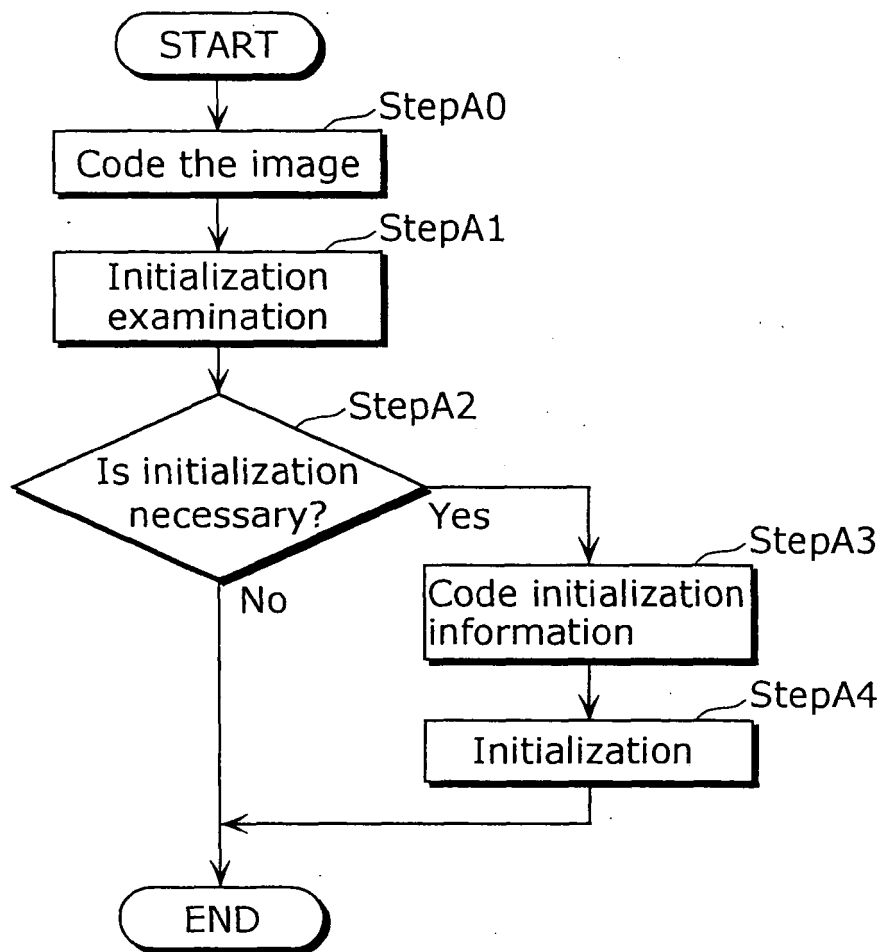 START
StepA0
Code the image
StepA1
Initialization
examination
StepA2
Is initialization
necessary?
Yes
No
StepA3
Code initialization
information
StepA4
Initialization
END